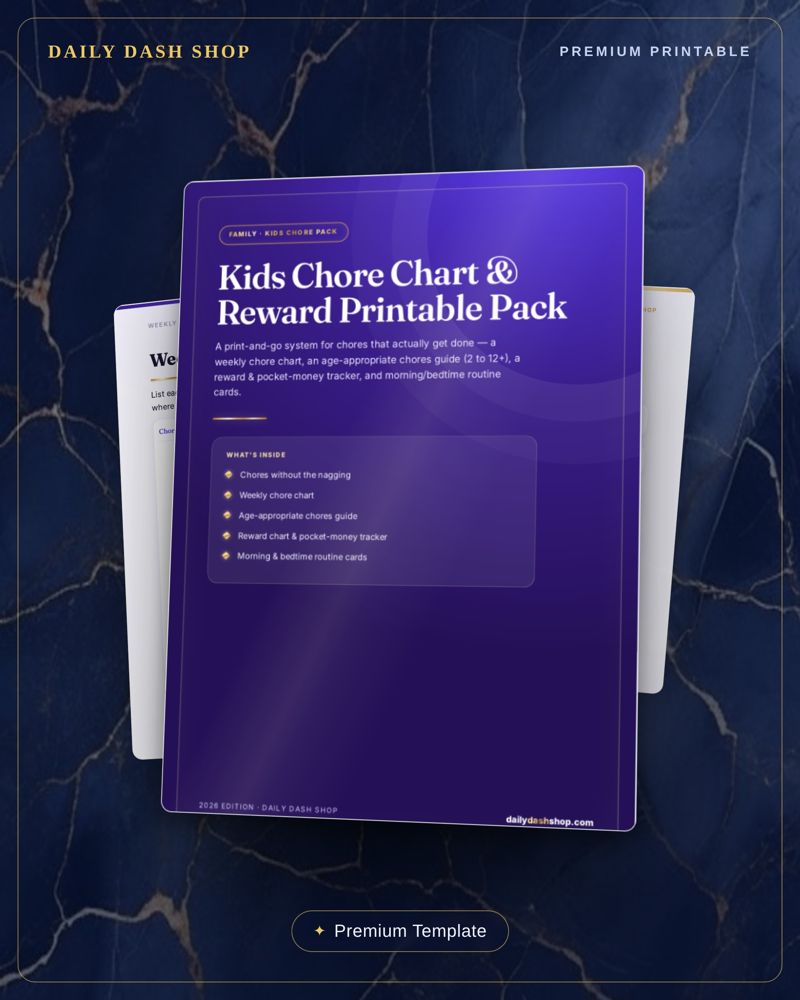 DAILY DASH SHOP
PREMIUM PRINTABLE
FAMILY · KIDS CHORE PACK
Kids Chore Chart &
Reward Printable Pack
A print-and-go system for chores that actually get done — a
weekly chore chart, an age-appropriate chores guide (2 to 12+), a
reward & pocket-money tracker, and morning/bedtime routine
cards.
WHAT'S INSIDE
Chores without the nagging
Weekly chore chart
Age-appropriate chores guide
Reward chart & pocket-money tracker
Morning & bedtime routine cards
2026 EDITION · DAILY DASH SHOP
dailydashshop.com
WEEKLY
List
where
Chor
✦ Premium Template